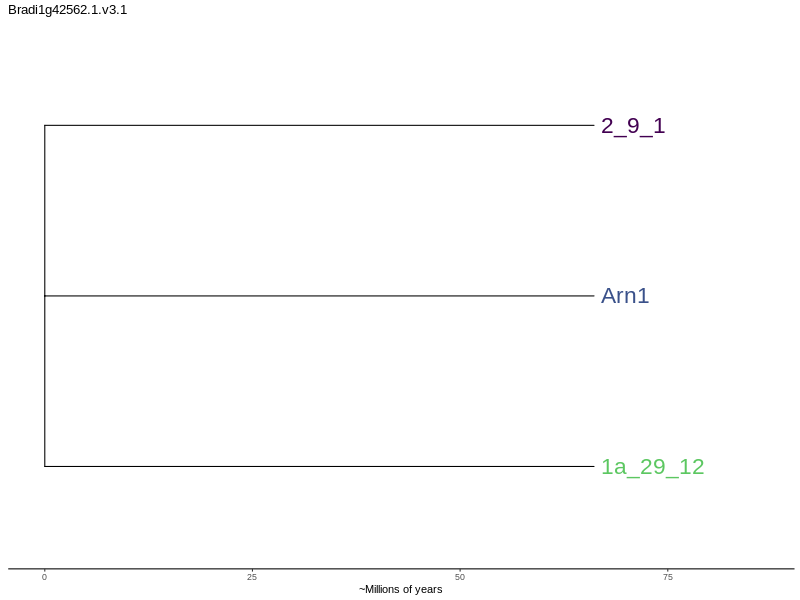 Bradi1g42562.1.v3.1
2_9_1
Arn1
1a_29_12
0 25 50 75
~Millions of years